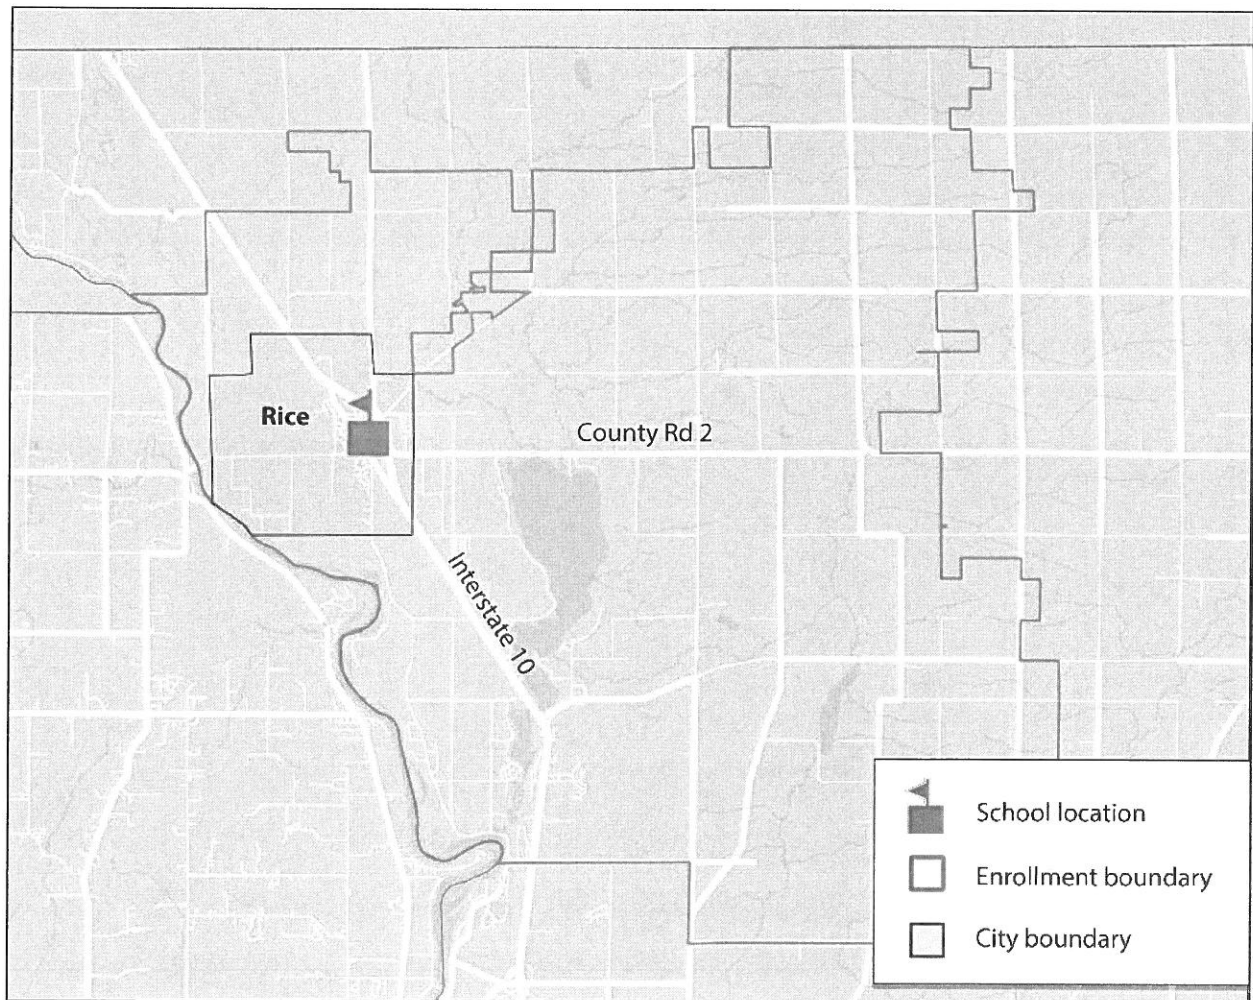 Rice
County Rd 2
Interstate 10
School location
Enrollment boundary
City boundary